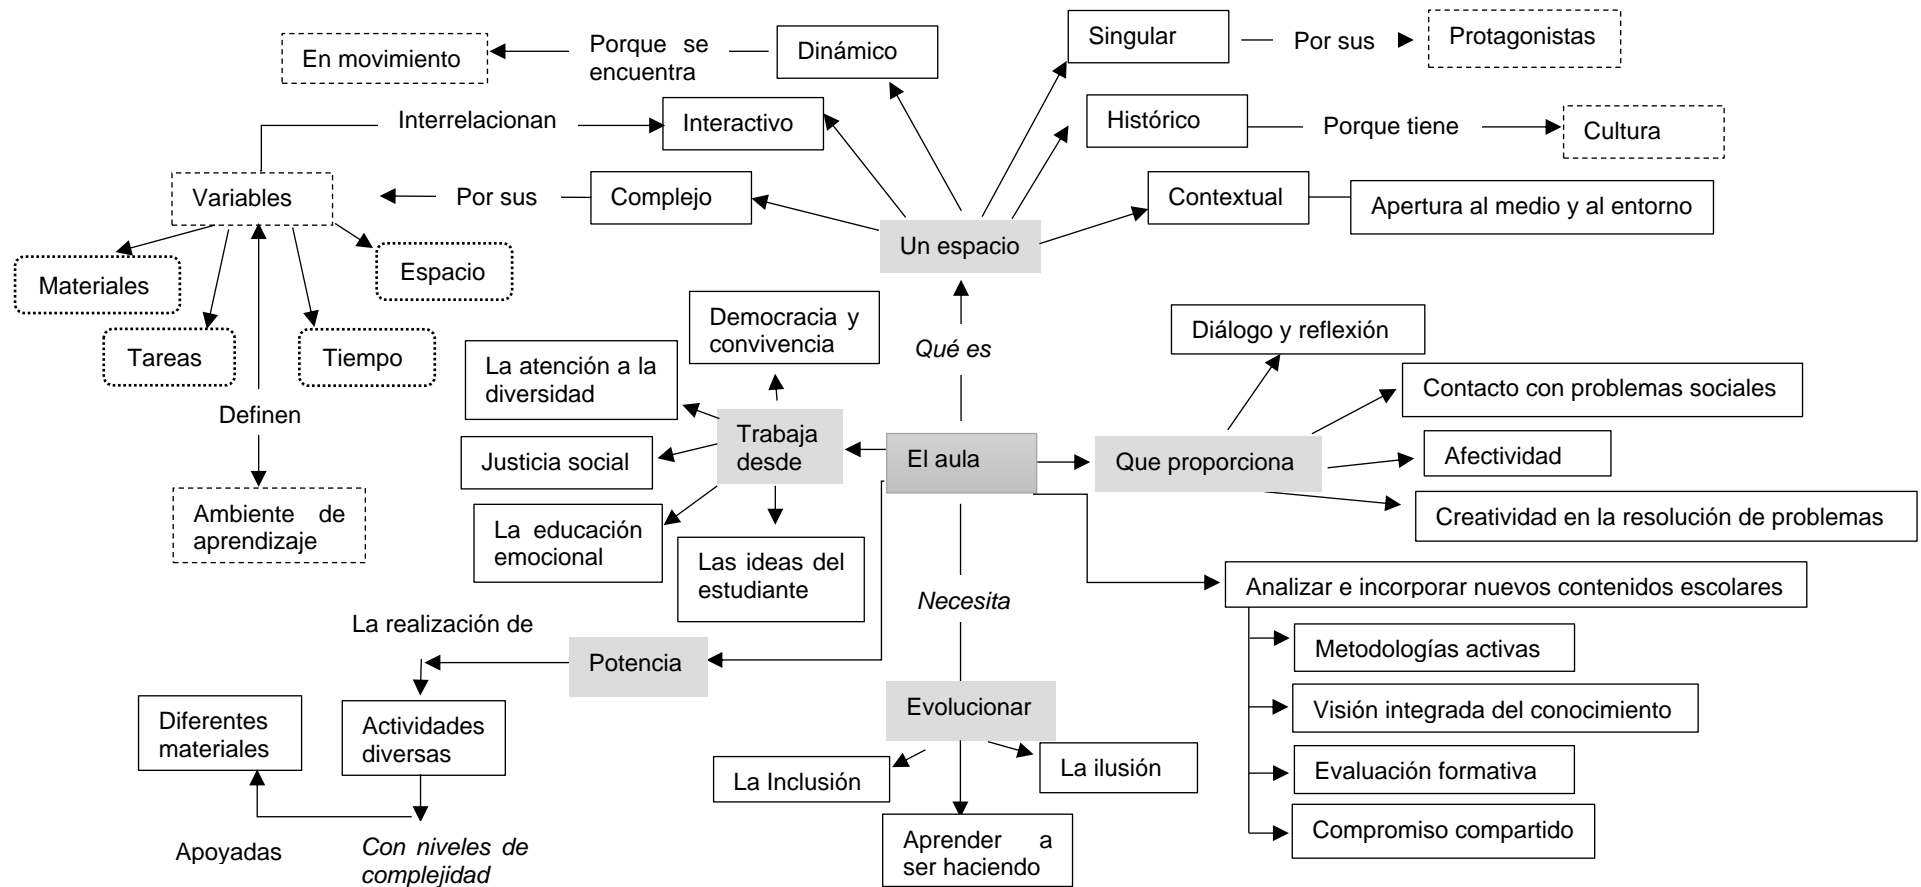 En movimiento
Porque se
encuentra
Dinámico
Singular
Por sus
Protagonistas
Interrelacionan
Interactivo
Histórico
Porque tiene
Cultura
Variables
Por sus
Complejo
Contextual
Apertura al medio y al entorno
Un espacio
Materiales
Espacio
Tareas
Tiempo
Definen
Ambiente de
aprendizaje
Democracia y
convivencia
Qué es
La atención a la
diversidad
Trabaja
desde
Justicia social
La educación
emocional
Las ideas del
estudiante
El aula
Diálogo y reflexión
Contacto con problemas sociales
Que proporciona
Afectividad
Creatividad en la resolución de problemas
Necesita
Analizar e incorporar nuevos contenidos escolares
Metodologías activas
Visión integrada del conocimiento
Evaluación formativa
Compromiso compartido
La realización de
Potencia
Diferentes
materiales
Actividades
diversas
Apoyadas
Con niveles de
complejidad
Evolucionar
La Inclusión
La ilusión
Aprender a
ser haciendo